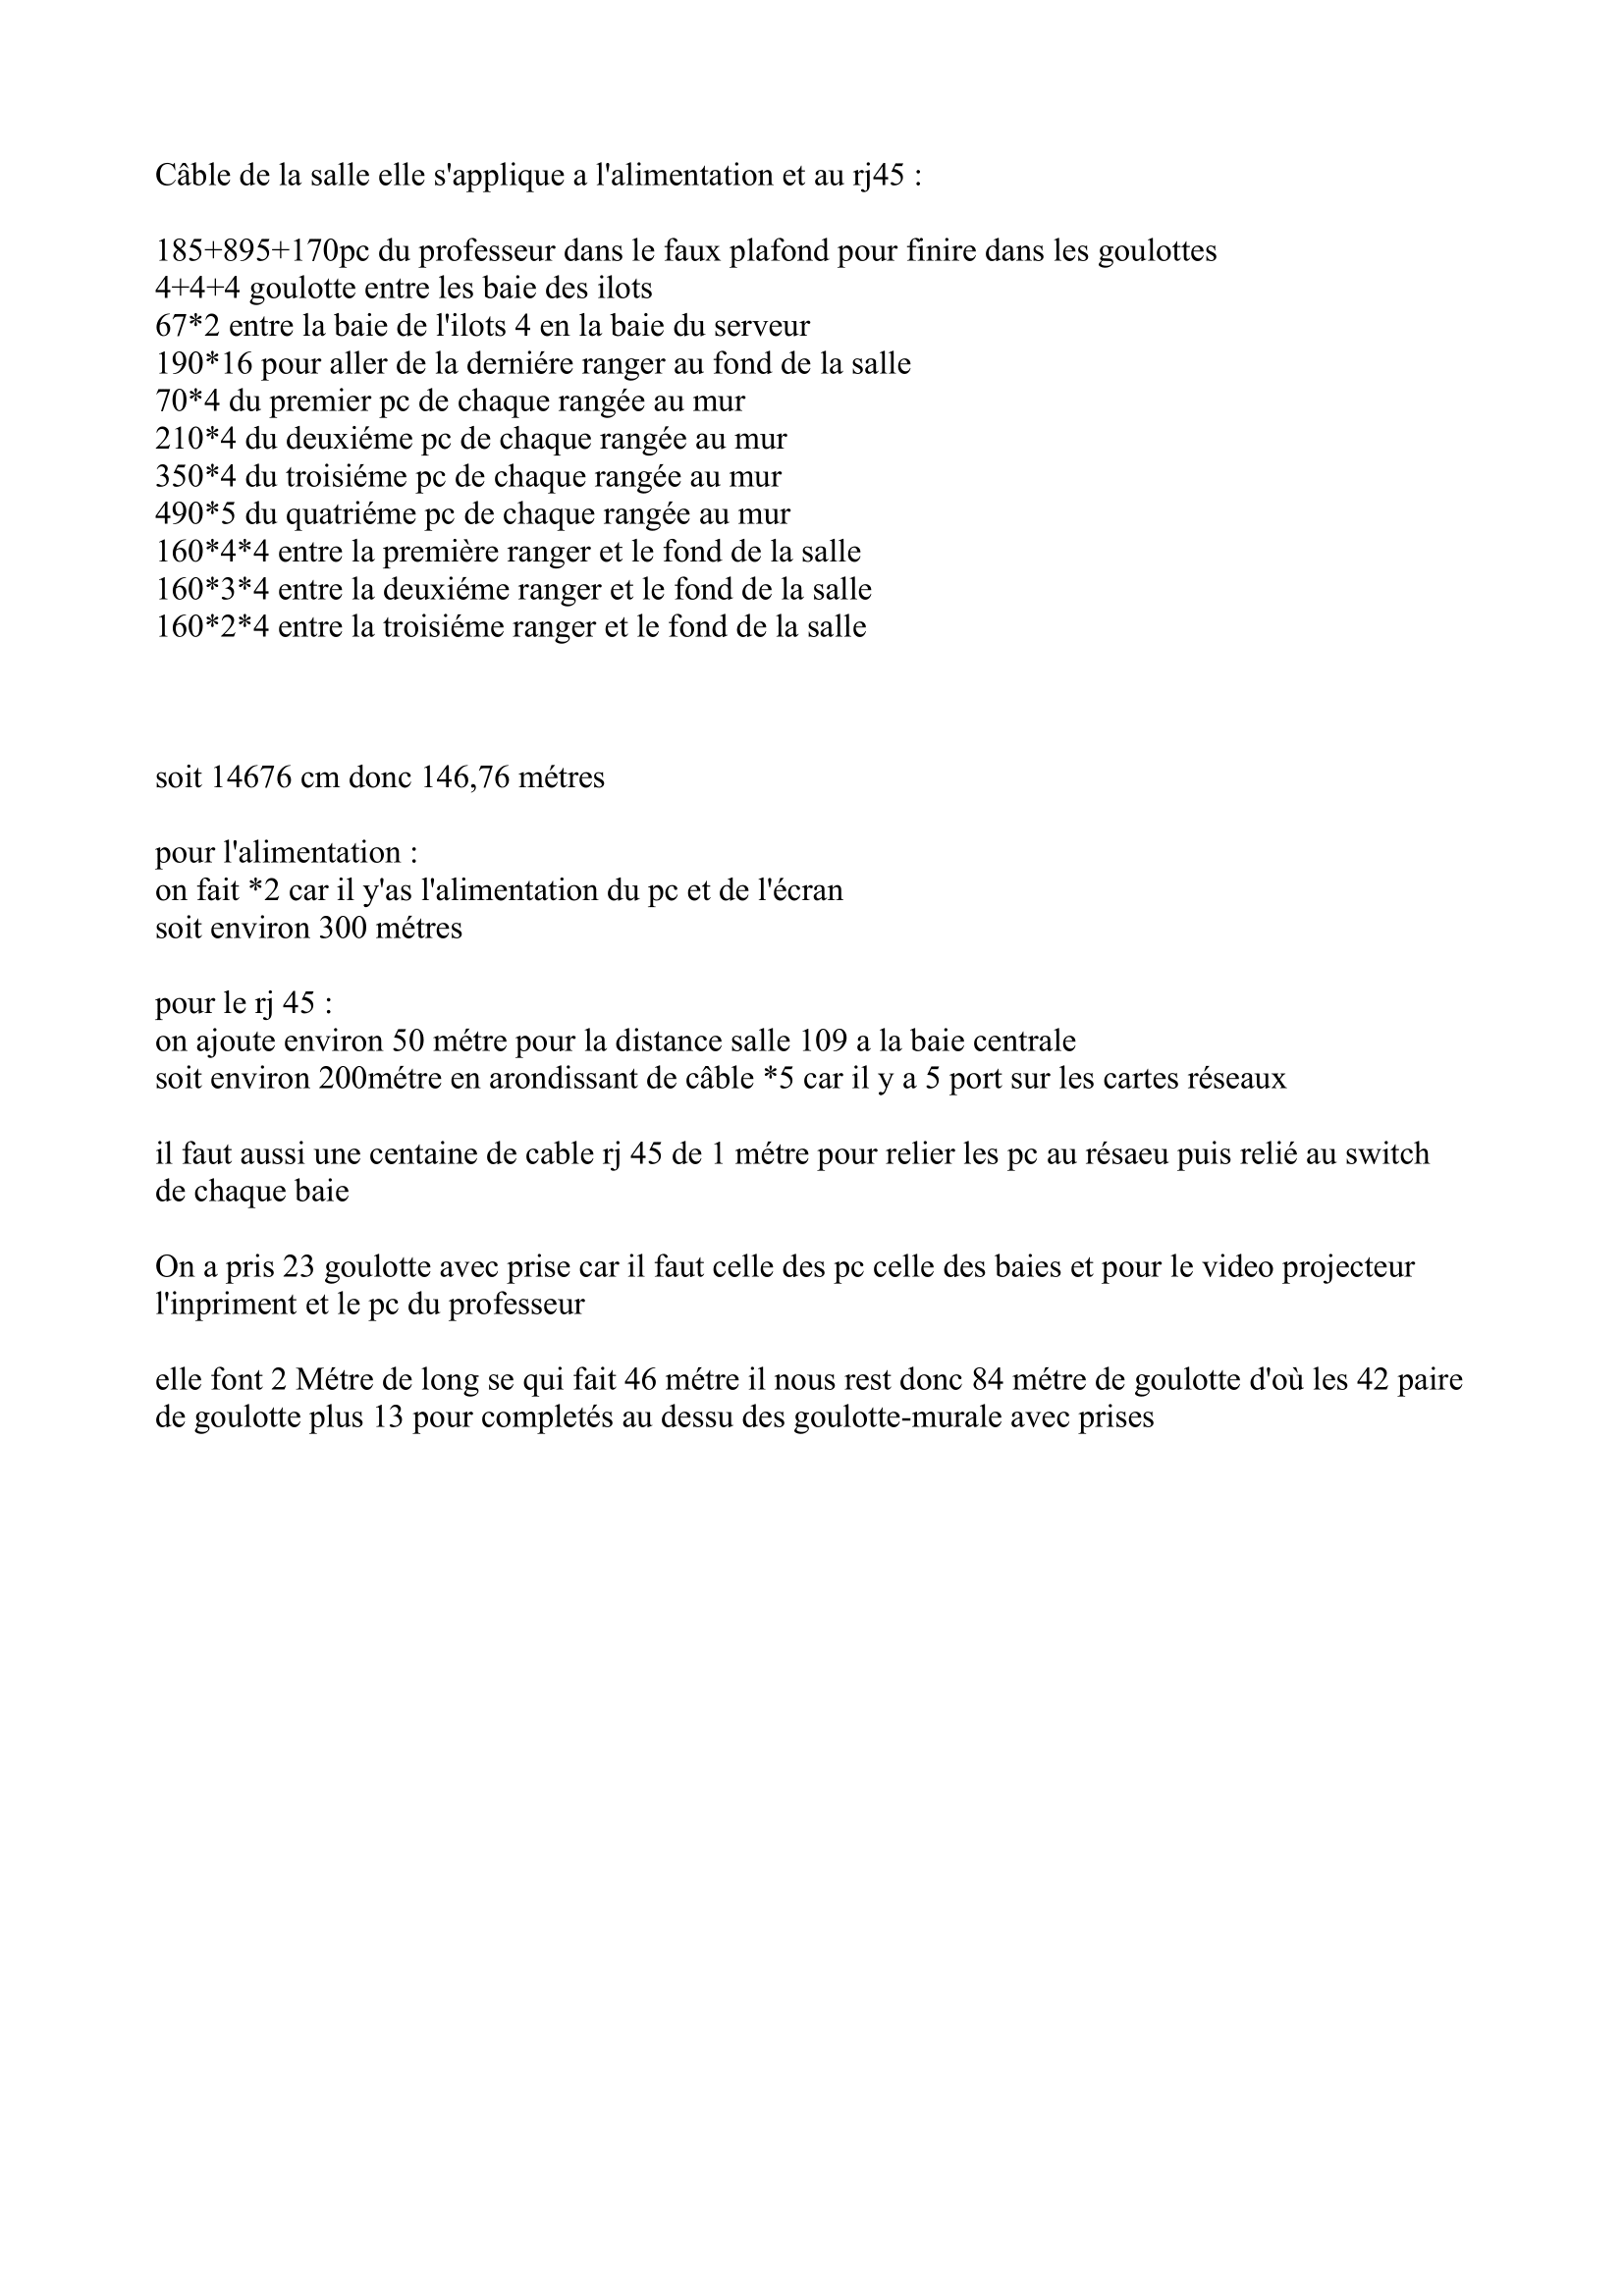 Câble de la salle elle s'applique a l'alimentation et au rj45 :
185+895+170pc du professeur dans le faux plafond pour finire dans les goulottes
4+4+4 goulotte entre les baie des ilots
67*2 entre la baie de l'ilots 4 en la baie du serveur
190*16 pour aller de la derniére ranger au fond de la salle
70*4 du premier pc de chaque rangée au mur
210*4 du deuxiéme pc de chaque rangée au mur
350*4 du troisiéme pc de chaque rangée au mur
490*5 du quatriéme pc de chaque rangée au mur
160*4*4 entre la première ranger et le fond de la salle
160*3*4 entre la deuxiéme ranger et le fond de la salle
160*2*4 entre la troisiéme ranger et le fond de la salle
soit 14676 cm donc 146,76 métres
pour l'alimentation :
on fait *2 car il y'as l'alimentation du pc et de l'écran
soit environ 300 métres
pour le rj 45 :
on ajoute environ 50 métre pour la distance salle 109 a la baie centrale
soit environ 200métre en arondissant de câble *5 car il y a 5 port sur les cartes réseaux
il faut aussi une centaine de cable rj 45 de 1 métre pour relier les pc au résaeu puis relié au switch
de chaque baie
On a pris 23 goulotte avec prise car il faut celle des pc celle des baies et pour le video projecteur
l'inpriment et le pc du professeur
elle font 2 Métre de long se qui fait 46 métre il nous rest donc 84 métre de goulotte d'où les 42 paire
de goulotte plus 13 pour completés au dessu des goulotte-murale avec prises